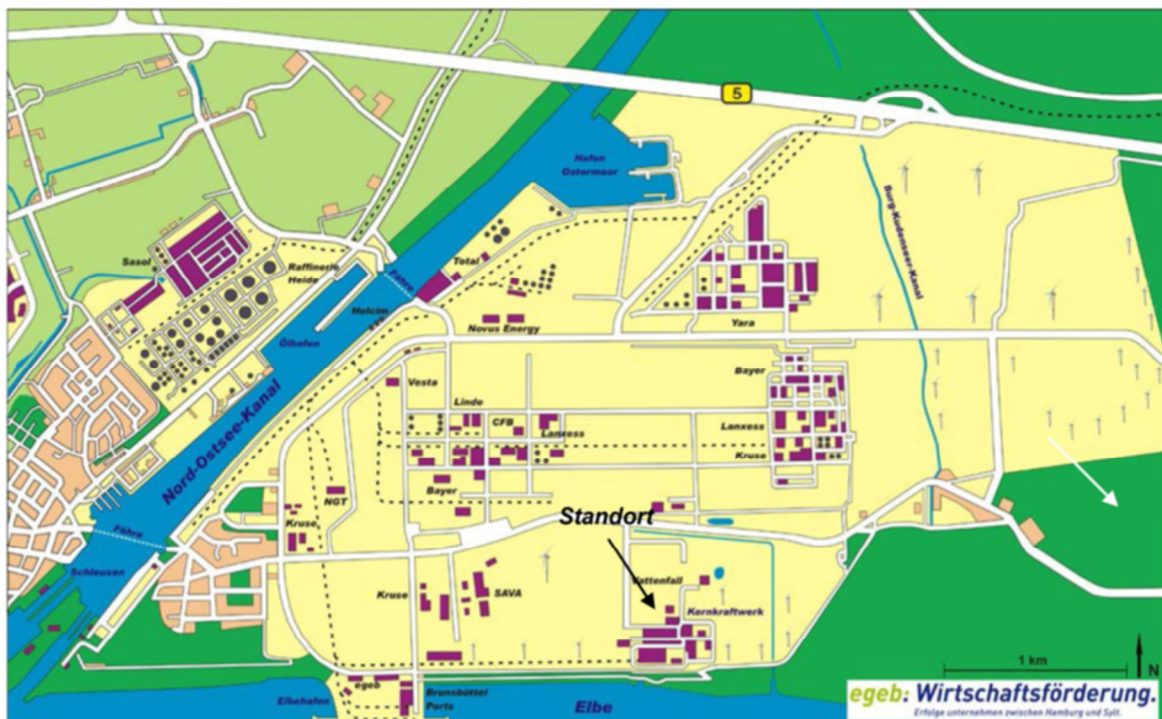 5
Hafen
Ostermoor
Burg-Kudenseer-Kanal
Sasol
Raffinerie
Heide
Total
Fähre
Holcim
Novus Energy
Yara
Ölhafen
Nord-Ostsee-Kanal
Vesta
Bayer
Linde
CFB
Lanxess
Lanxess
Kruse
Bayer
NGT
Kruse
Standort
Fähre
Schleusen
Vattenfall
Kruse
SAVA
Kernkraftwerk
1 km
N
egeb
Elbehafen
Brunsbüttel
Ports
Elbe
egeb: Wirtschaftsförderung.
Erfolge unternehmen zwischen Hamburg und Sylt.